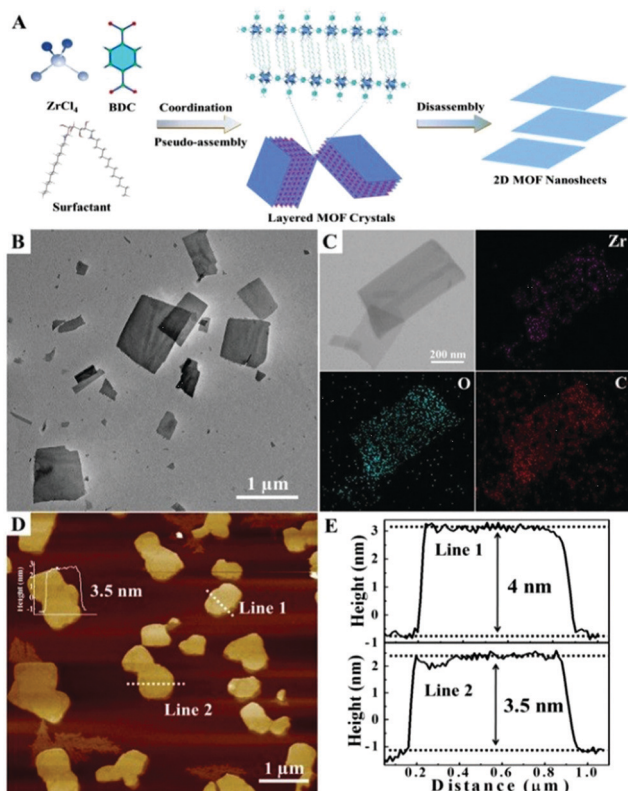 A
ZrCl4
BDC
Surfactant
Coordination
Pseudo-assembly
Layered MOF Crystals
Disassembly
2D MOF Nanosheets
B
1 µm
C
200 nm
Zr
O
C
D
Height (nm)
3.5 nm
Line 1
Line 2
1 µm
E
Height (nm)
3
2
1
0
-1
Line 1
4 nm
Height (nm)
2
1
0
-1
Line 2
3.5 nm
0.2 0.4 0.6 0.8 1.0
Distance (µm)